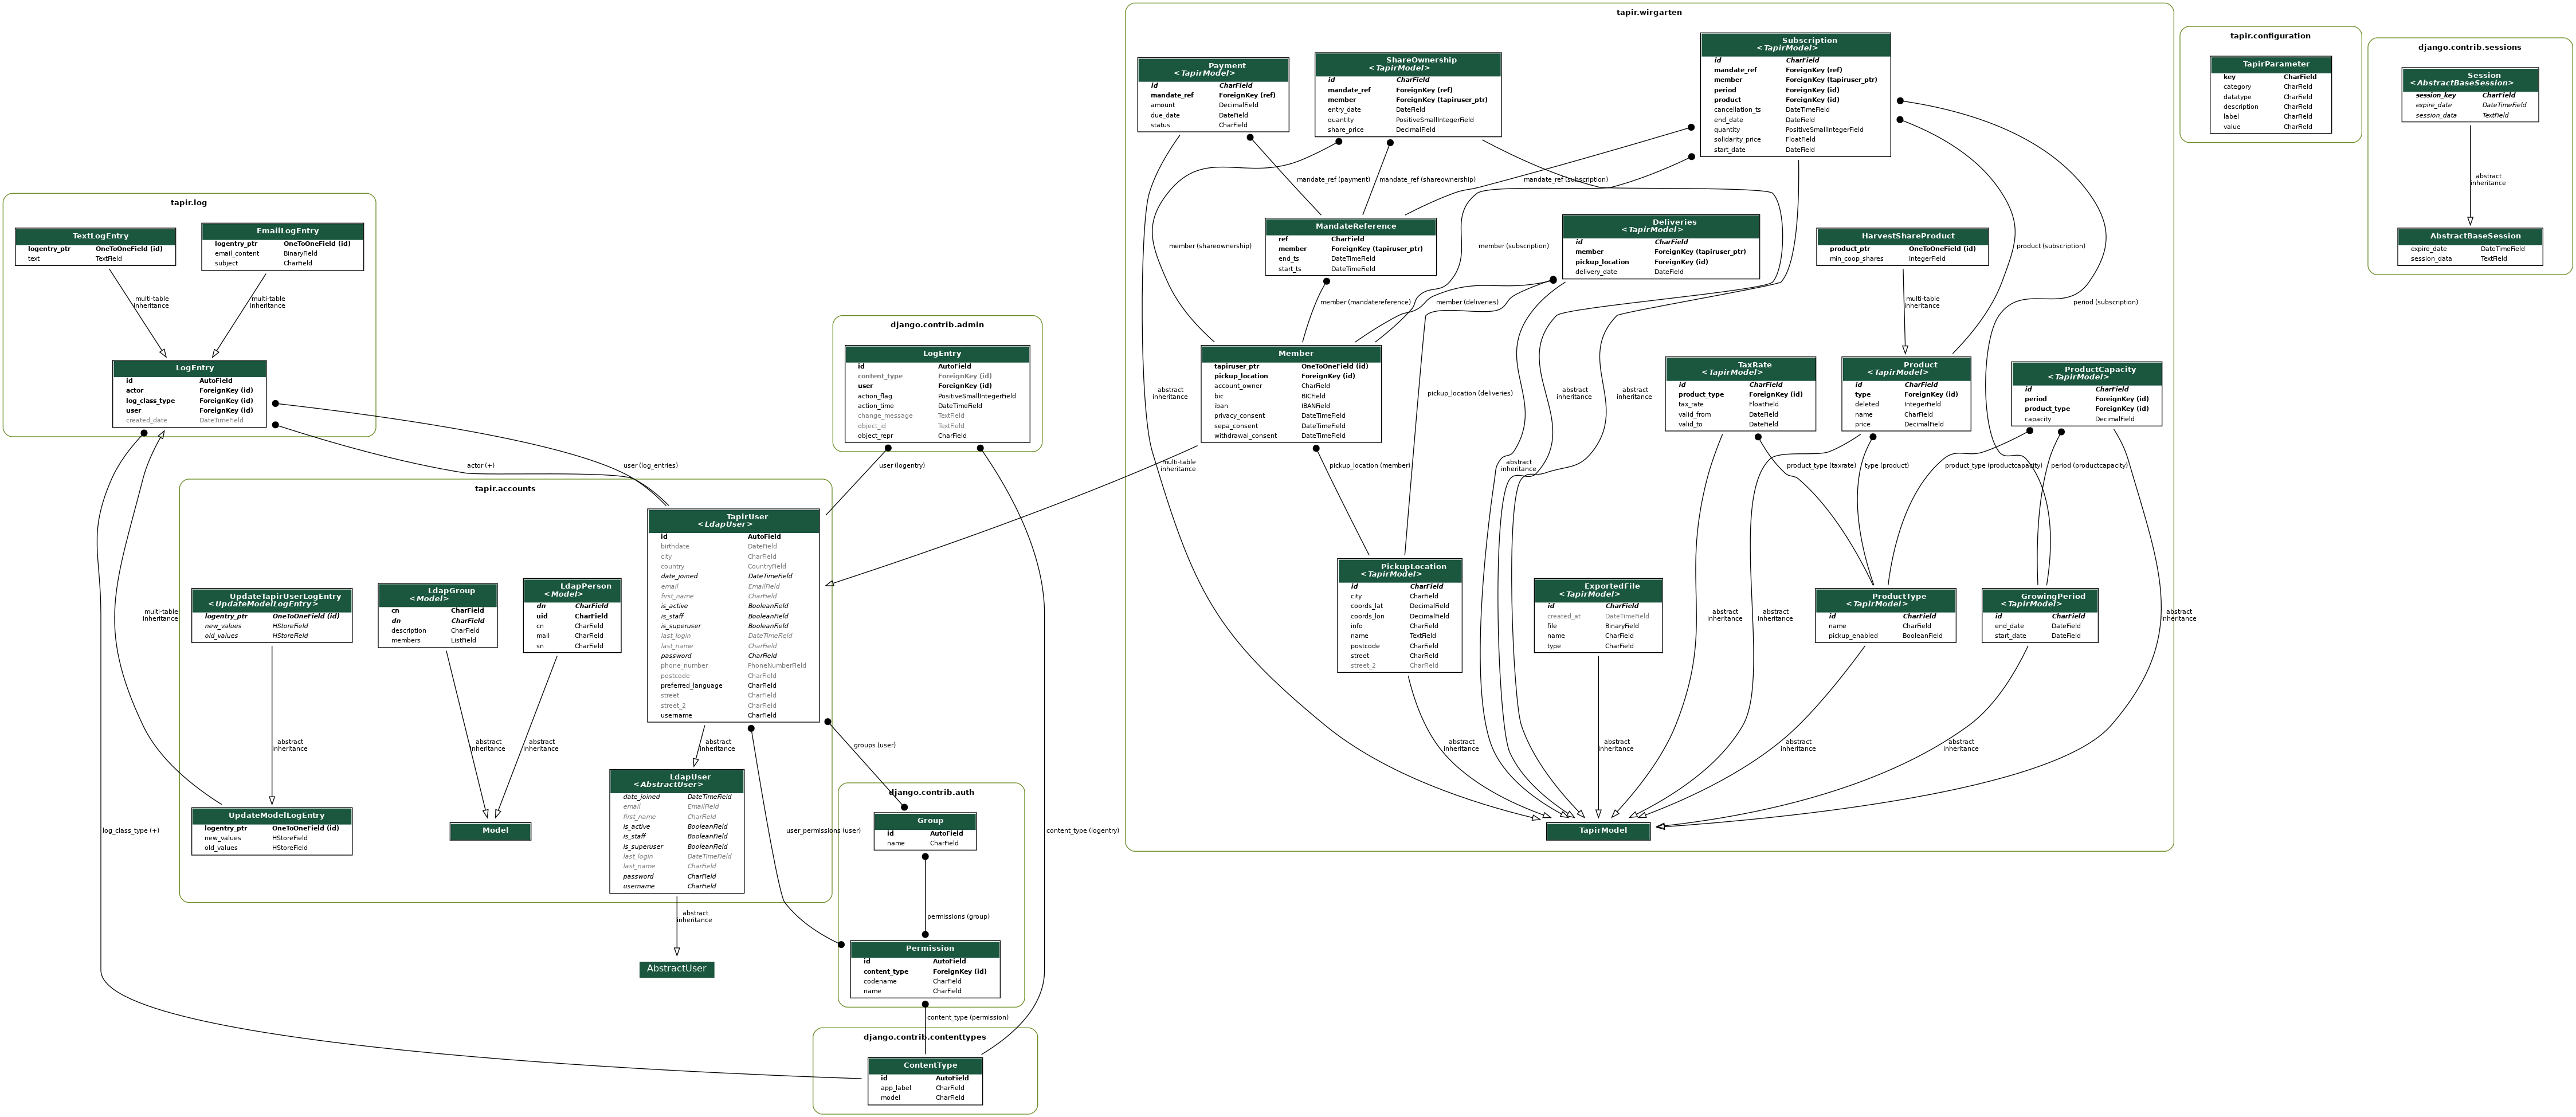 tapir.log
TextLogEntry
logentry_ptr OneToOneField (id)
text TextField
EmailLogEntry
logentry_ptr OneToOneField (id)
email_content BinaryField
subject CharField
multi-table
inheritance
multi-table
inheritance
LogEntry
id AutoField
actor ForeignKey (id)
log_class_type ForeignKey (id)
user ForeignKey (id)
created_date DateTimeField
actor (+)
user (log_entries)
multi-table
inheritance
log_class_type (+)
tapir.accounts
UpdateTapirUserLogEntry
<UpdateModelLogEntry>
logentry_ptr OneToOneField (id)
new_values HStoreField
old_values HStoreField
abstract
inheritance
UpdateModelLogEntry
logentry_ptr OneToOneField (id)
new_values HStoreField
old_values HStoreField
LdapGroup
<Model>
cn CharField
dn CharField
description CharField
members ListField
LdapPerson
<Model>
dn CharField
uid CharField
cn CharField
mail CharField
sn CharField
abstract
inheritance
abstract
inheritance
Model
TapirUser
<LdapUser>
id AutoField
birthdate DateField
city CharField
country CountryField
date_joined DateTimeField
email EmailField
first_name CharField
is_active BooleanField
is_staff BooleanField
is_superuser BooleanField
last_login DateTimeField
last_name CharField
password CharField
phone_number PhoneNumberField
postcode CharField
preferred_language CharField
street CharField
street_2 CharField
username CharField
abstract
inheritance
LdapUser
<AbstractUser>
date_joined DateTimeField
email EmailField
first_name CharField
is_active BooleanField
is_staff BooleanField
is_superuser BooleanField
last_login DateTimeField
last_name CharField
password CharField
username CharField
abstract
inheritance
AbstractUser
django.contrib.admin
LogEntry
id AutoField
content_type ForeignKey (id)
user ForeignKey (id)
action_flag PositiveSmallIntegerField
action_time DateTimeField
change_message TextField
object_id TextField
object_repr CharField
user (logentry)
content_type (logentry)
groups (user)
user_permissions (user)
django.contrib.auth
Group
id AutoField
name CharField
permissions (group)
Permission
id AutoField
content_type ForeignKey (id)
codename CharField
name CharField
content_type (permission)
django.contrib.contenttypes
ContentType
id AutoField
app_label CharField
model CharField
tapir.wirgarten
Payment
<TapirModel>
id CharField
mandate_ref ForeignKey (ref)
amount DecimalField
due_date DateField
status CharField
ShareOwnership
<TapirModel>
id CharField
mandate_ref ForeignKey (ref)
member ForeignKey (tapiruser_ptr)
entry_date DateField
quantity PositiveSmallIntegerField
share_price DecimalField
Subscription
<TapirModel>
id CharField
mandate_ref ForeignKey (ref)
member ForeignKey (tapiruser_ptr)
period ForeignKey (id)
product ForeignKey (id)
cancellation_ts DateTimeField
end_date DateField
quantity PositiveSmallIntegerField
solidarity_price FloatField
start_date DateField
mandate_ref (payment)
mandate_ref (shareownership)
mandate_ref (subscription)
MandateReference
ref CharField
member ForeignKey (tapiruser_ptr)
end_ts DateTimeField
start_ts DateTimeField
Deliveries
<TapirModel>
id CharField
member ForeignKey (tapiruser_ptr)
pickup_location ForeignKey (id)
delivery_date DateField
HarvestShareProduct
product_ptr OneToOneField (id)
min_coop_shares IntegerField
member (shareownership)
member (subscription)
product (subscription)
member (mandatereference)
member (deliveries)
multi-table
inheritance
period (subscription)
Member
tapiruser_ptr OneToOneField (id)
pickup_location ForeignKey (id)
account_owner CharField
bic BICField
iban IBANField
privacy_consent DateTimeField
sepa_consent DateTimeField
withdrawal_consent DateTimeField
TaxRate
<TapirModel>
id CharField
product_type ForeignKey (id)
tax_rate FloatField
valid_from DateField
valid_to DateField
Product
<TapirModel>
id CharField
type ForeignKey (id)
deleted IntegerField
name CharField
price DecimalField
ProductCapacity
<TapirModel>
id CharField
period ForeignKey (id)
product_type ForeignKey (id)
capacity DecimalField
abstract
inheritance
pickup_location (deliveries)
abstract
inheritance
abstract
inheritance
multi-table
inheritance
pickup_location (member)
abstract
inheritance
product_type (taxrate)
type (product)
product_type (productcapacity)
period (productcapacity)
PickupLocation
<TapirModel>
id CharField
city CharField
coords_lat DecimalField
coords_lon DecimalField
info CharField
name TextField
postcode CharField
street CharField
street_2 CharField
ExportedFile
<TapirModel>
id CharField
created_at DateTimeField
file BinaryField
name CharField
type CharField
ProductType
<TapirModel>
id CharField
name CharField
pickup_enabled BooleanField
GrowingPeriod
<TapirModel>
id CharField
end_date DateField
start_date DateField
abstract
inheritance
abstract
inheritance
abstract
inheritance
abstract
inheritance
abstract
inheritance
abstract
inheritance
abstract
inheritance
TapirModel
tapir.configuration
TapirParameter
key CharField
category CharField
datatype CharField
description CharField
label CharField
value CharField
django.contrib.sessions
Session
<AbstractBaseSession>
session_key CharField
expire_date DateTimeField
session_data TextField
abstract
inheritance
AbstractBaseSession
expire_date DateTimeField
session_data TextField